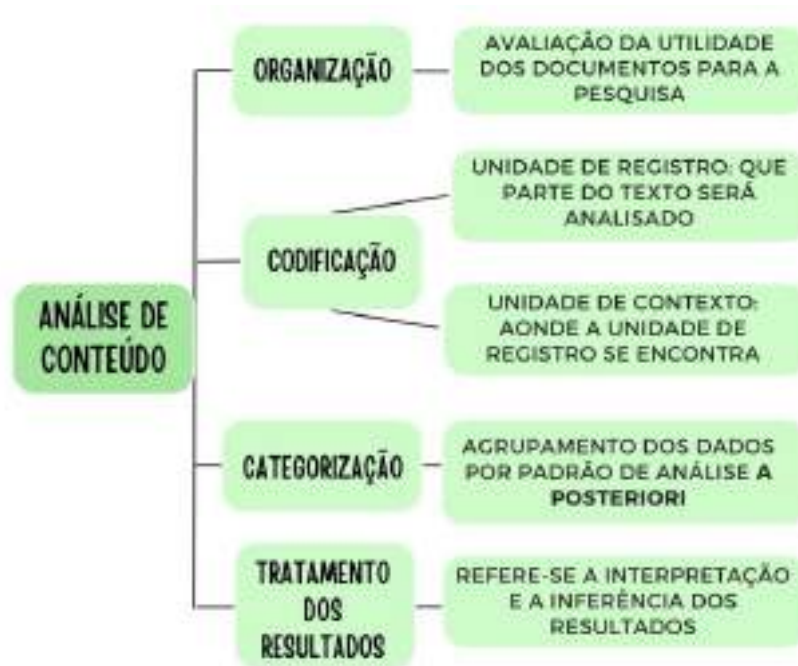 ORGANIZAÇÃO
AVALIAÇÃO DA UTILIDADE
DOS DOCUMENTOS PARA A
PESQUISA
UNIDADE DE REGISTRO: QUE
PARTE DO TEXTO SERÁ
ANALISADO
CODIFICAÇÃO
UNIDADE DE CONTEXTO:
AONDE A UNIDADE DE
REGISTRO SE ENCONTRA
ANÁLISE DE
CONTEÚDO
CATEGORIZAÇÃO
AGRUPAMENTO DOS DADOS
POR PADRÃO DE ANÁLISE A
POSTERIORI
TRATAMENTO
DOS
RESULTADOS
REFERE-SE A INTERPRETAÇÃO
E A INFERÊNCIA DOS
RESULTADOS